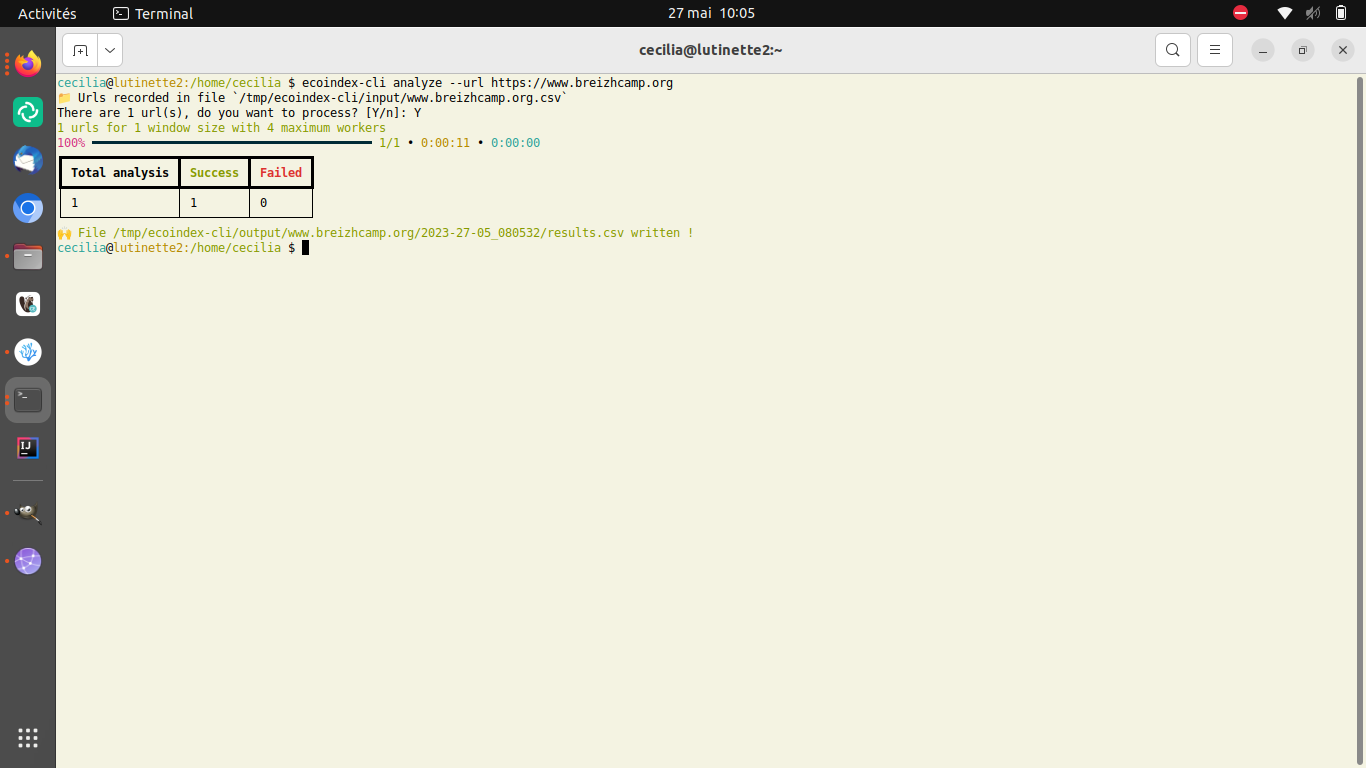 Activités Terminal 27 mai 10:05
cecilia@lutinette2:~
cecilia@lutinette2:/home/cecilia $ ecoindex-cli analyze --url https://www.breizhcamp.org
📁 Urls recorded in file `/tmp/ecoindex-cli/input/www.breizhcamp.org.csv`
There are 1 url(s), do you want to process? [Y/n]: Y
1 urls for 1 window size with 4 maximum workers
100% 1/1 • 0:00:11 • 0:00:00
Total analysis Success Failed
1 1 0
🙌 File /tmp/ecoindex-cli/output/www.breizhcamp.org/2023-27-05_080532/results.csv written !
cecilia@lutinette2:/home/cecilia $
IJ